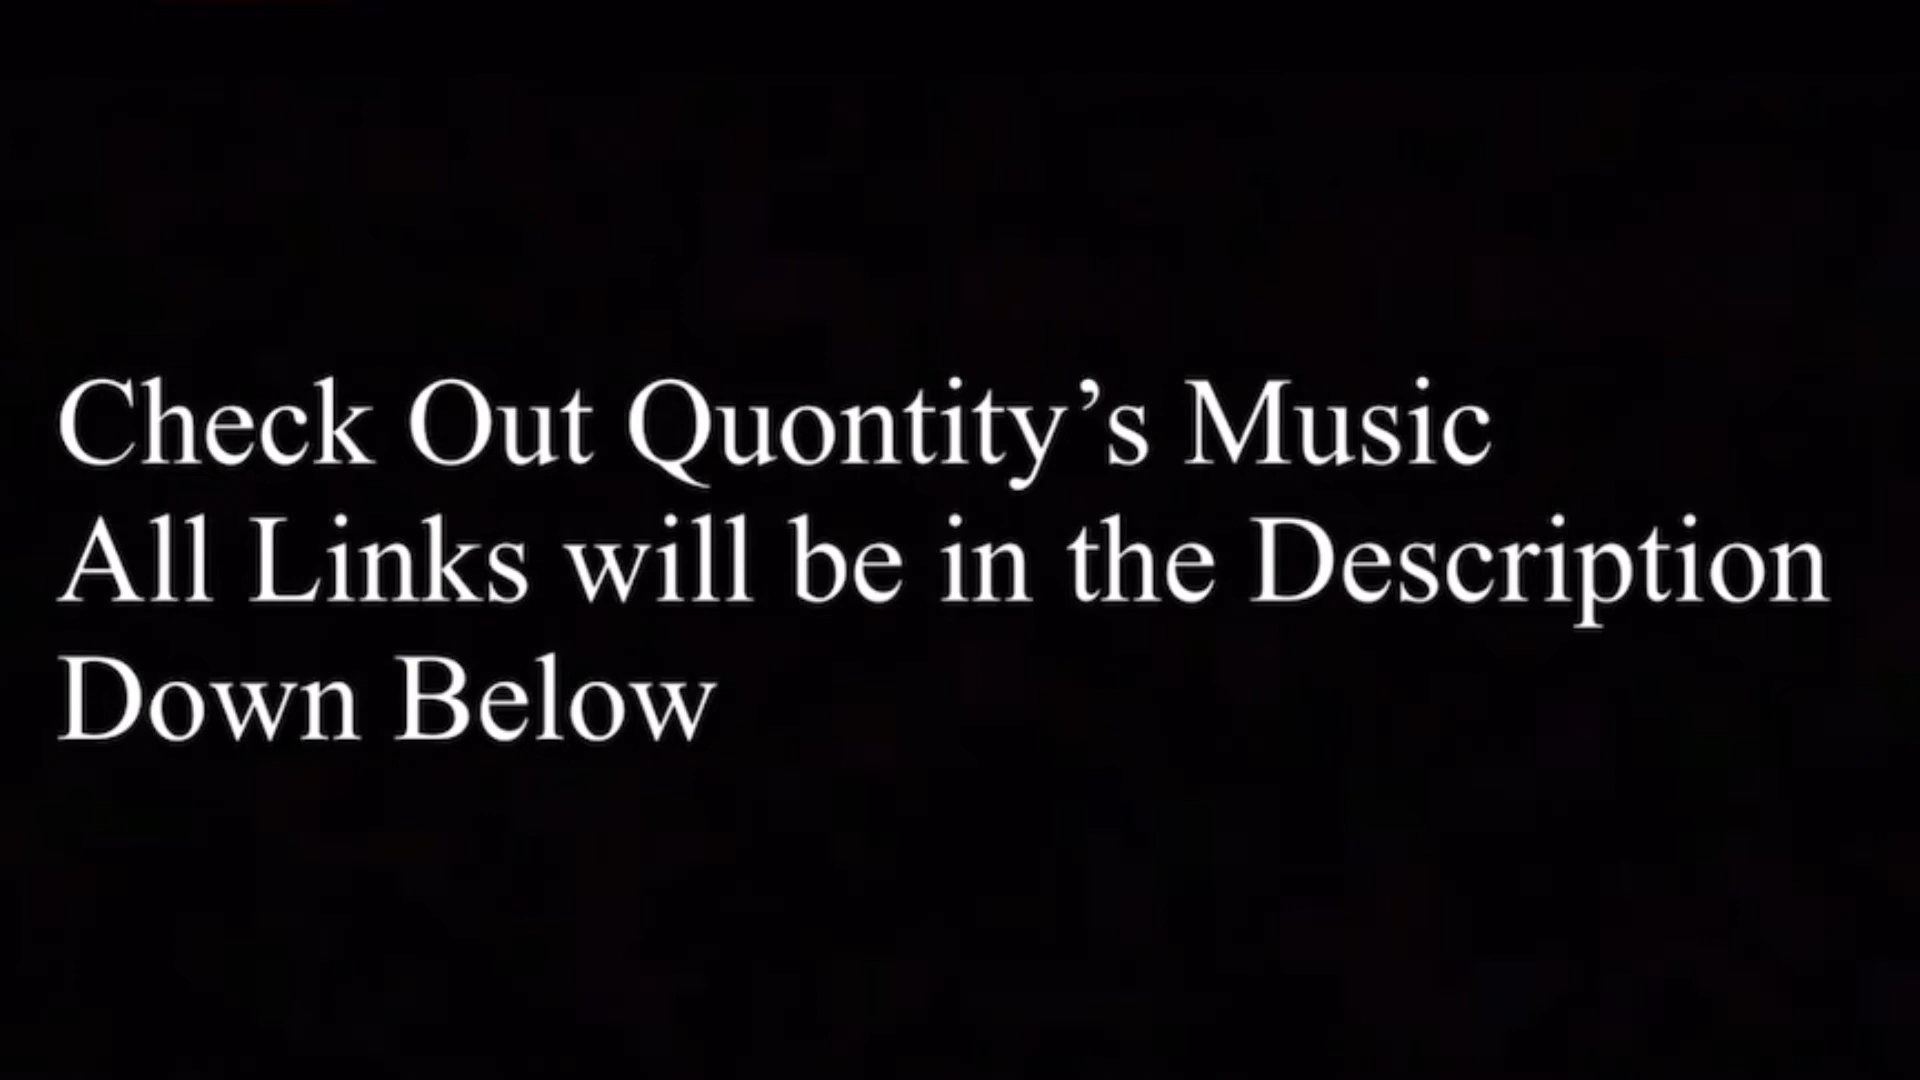 Check Out Quontity’s Music
All Links will be in the Description
Down Below